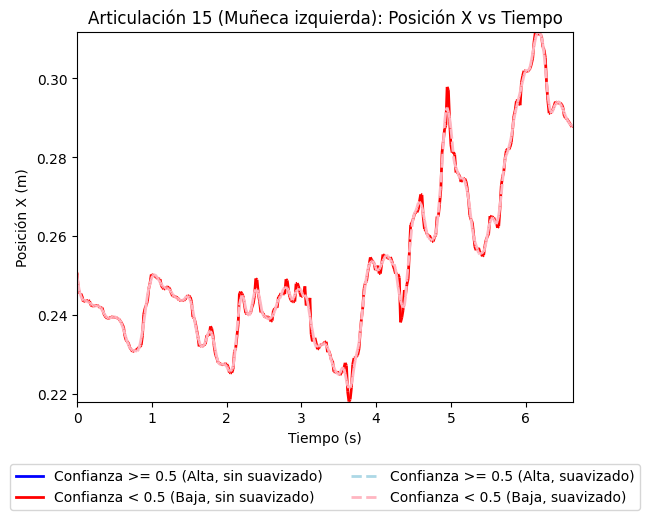 Articulación 15 (Muñeca izquierda): Posición X vs Tiempo
0.30
0.28
0.26
0.24
0.22
Posición X (m)
0 1 2 3 4 5 6
Tiempo (s)
Confianza >= 0.5 (Alta, sin suavizado) Confianza >= 0.5 (Alta, suavizado)
Confianza < 0.5 (Baja, sin suavizado) Confianza < 0.5 (Baja, suavizado)